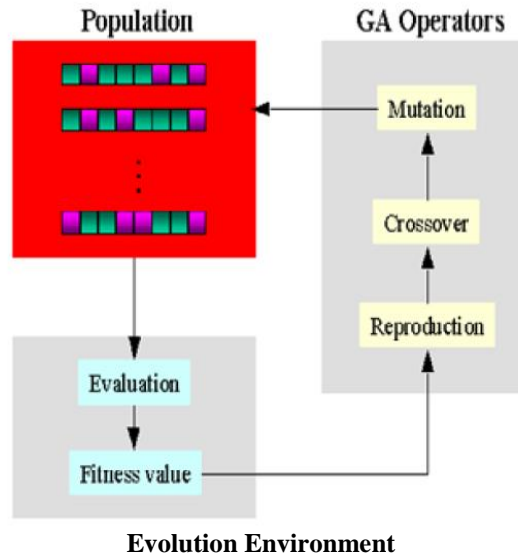 Population
GA Operators
Mutation
Crossover
Reproduction
Evaluation
Fitness value
Evolution Environment